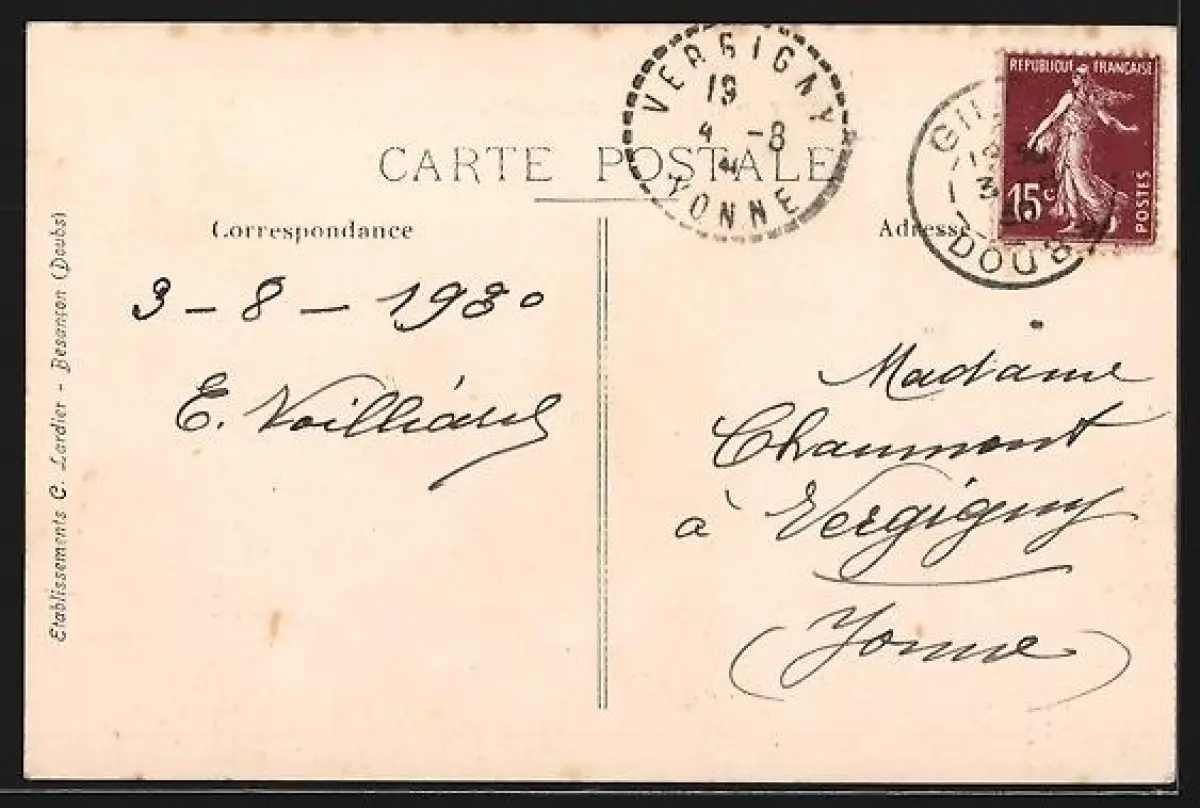 CARTE POSTALE
Correspondance
Adresse
REPUBLIQUE FRANÇAISE
15c
POSTES
VERGIGNY
19
4 -8
YONNE
DOUBS
3 - 8 - 1930
E. Voilliard
Madame
Chaumont
à Vergigny
(Yonne)
Etablissements C. Lardier - Besançon (Doubs)